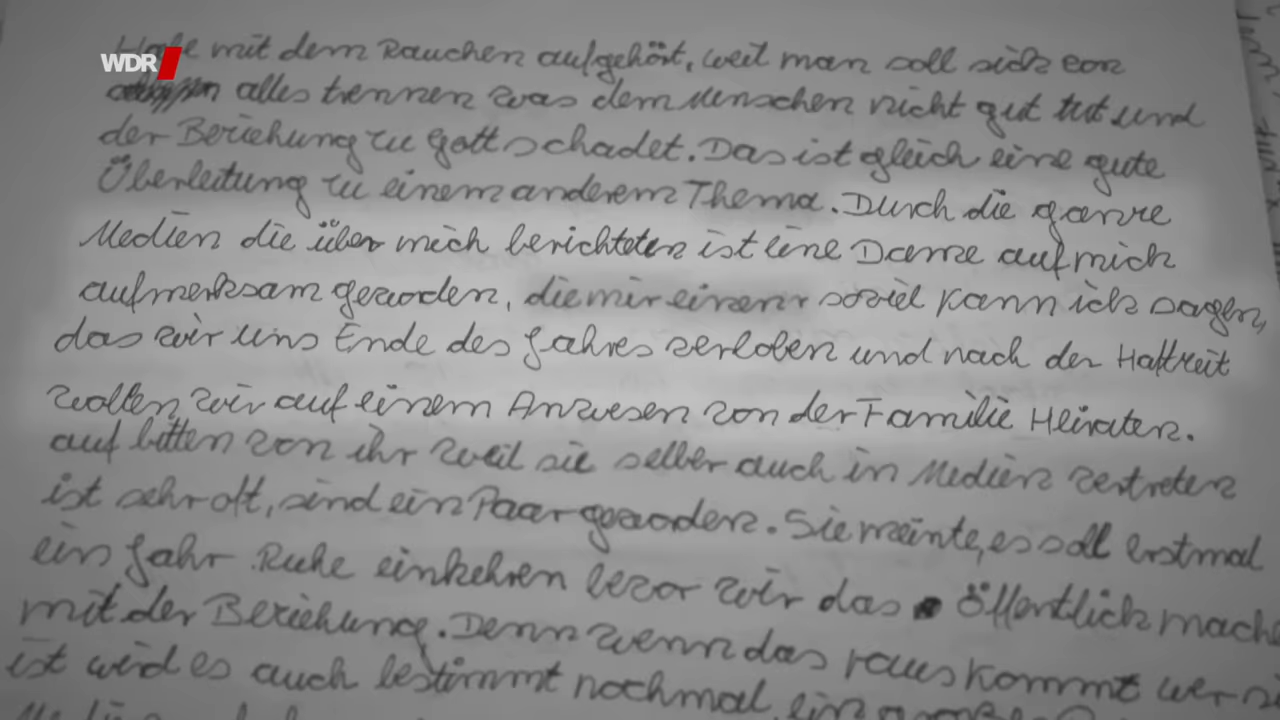 WDR
Habe mit dem Rauchen aufgehört, weil man soll sich von
alles trennen was dem Menschen nicht gut tut und
der Beziehung zu Gott schadet. Das ist gleich eine gute
Überleitung zu einem anderem Thema. Durch die ganze
Medien die über mich berichteten ist eine Dame auf mich
aufmerksam geworden, die mir einen soviel kann ich sagen,
das wir uns Ende des Jahres verloben und nach der Haftzeit
wollen wir auf einem Anwesen von der Familie Heiraten.
auf bitten von ihr weil sie selber auch in Medien vertreten
ist sehr oft, sind ein Paar geworden. Sie meinte, es soll erstmal
ein Jahr Ruhe einkehren bevor wir das öffentlich mache
mit der Beziehung. Denn wenn das raus kommt wer
ist wird es auch bestimmt nochmal ein